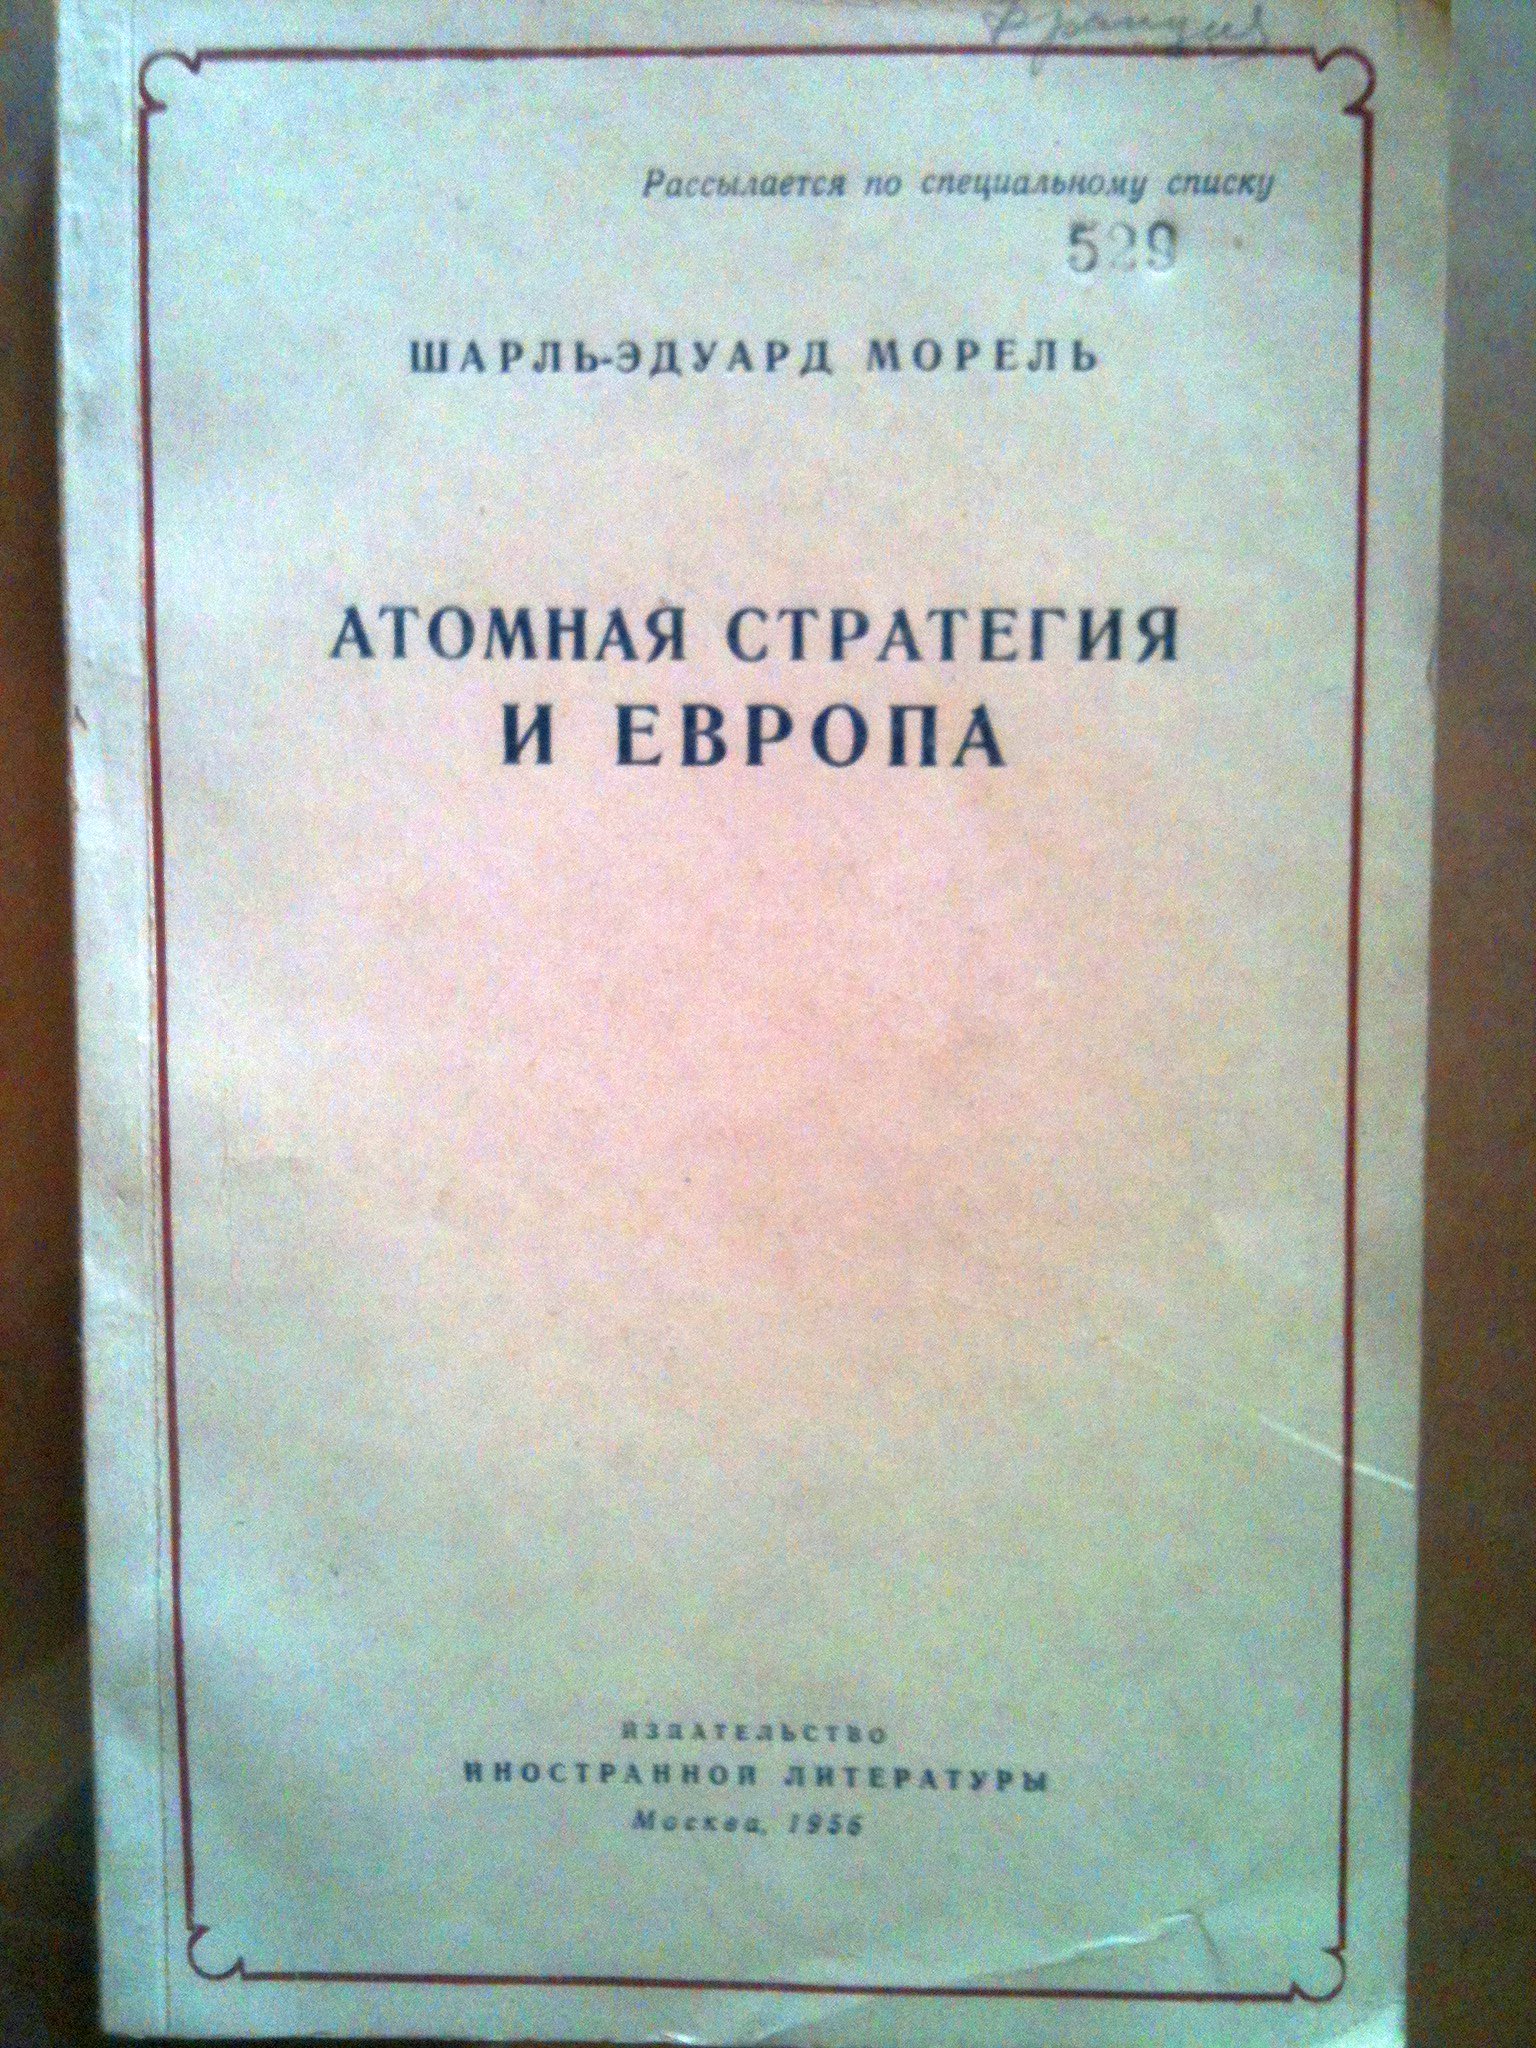 Рассылается по специальному списку
529
ШАРЛЬ-ЭДУАРД МОРЕЛЬ
АТОМНАЯ СТРАТЕГИЯ
И ЕВРОПА
ИЗДАТЕЛЬСТВО
ИНОСТРАННОЙ ЛИТЕРАТУРЫ
Москва, 1956